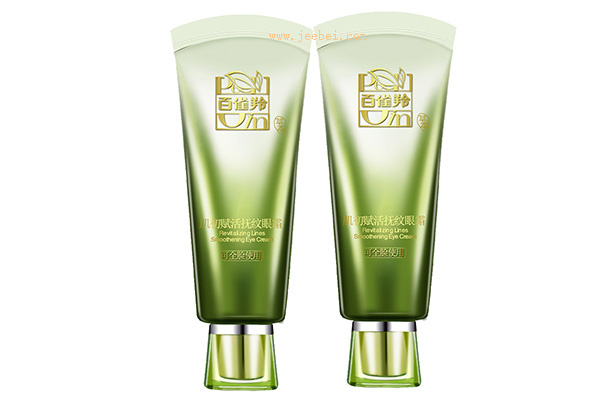 www.jeebei.com
百雀羚
肌初赋活抚纹眼霜
Revitalizing Lines
Smoothening Eye Cream
可全脸使用
百雀羚
肌初赋活抚纹眼霜
Revitalizing Lines
Smoothening Eye Cream
可全脸使用